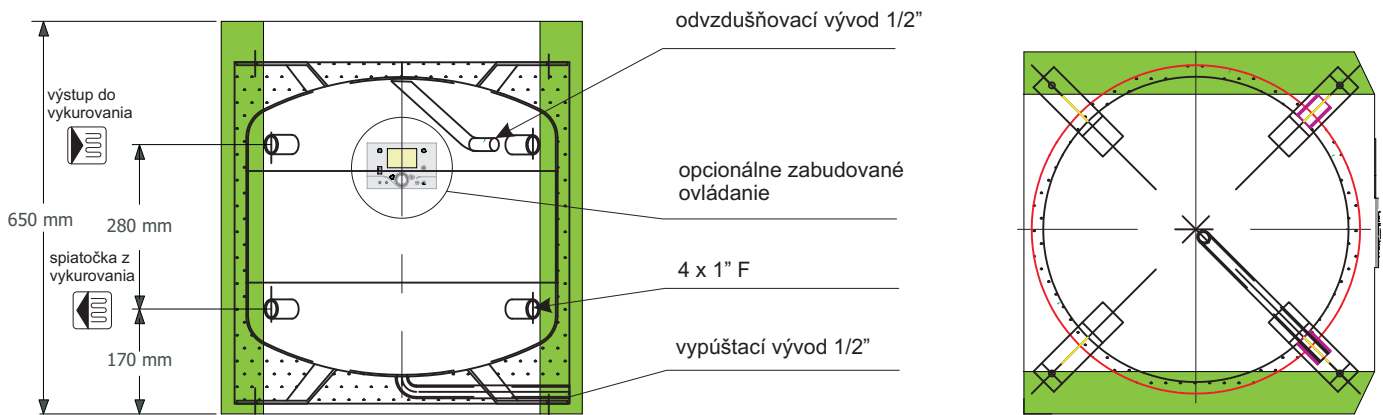 odvzdušňovací vývod 1/2”
výstup do
vykurovania
opcionálne zabudované
ovládanie
650 mm
280 mm
spiatočka z
vykurovania
4 x 1” F
170 mm
vypúštací vývod 1/2”